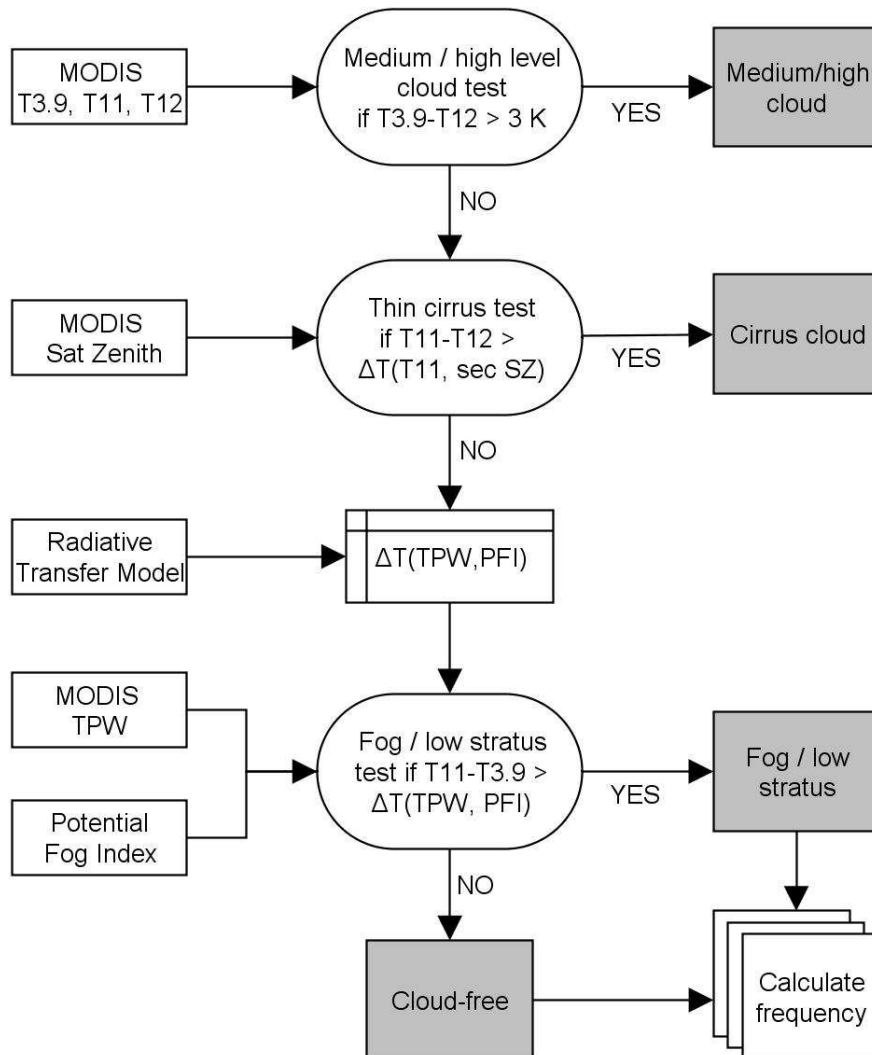 MODIS
T3.9, T11, T12
Medium / high level
cloud test
if T3.9-T12 > 3 K
YES
Medium/high
cloud
NO
MODIS
Sat Zenith
Thin cirrus test
if T11-T12 >
ΔT(T11, sec SZ)
YES
Cirrus cloud
NO
Radiative
Transfer Model
ΔT(TPW,PFI)
MODIS
TPW
Potential
Fog Index
Fog / low stratus
test if T11-T3.9 >
ΔT(TPW, PFI)
YES
Fog / low
stratus
NO
Cloud-free
Calculate
frequency